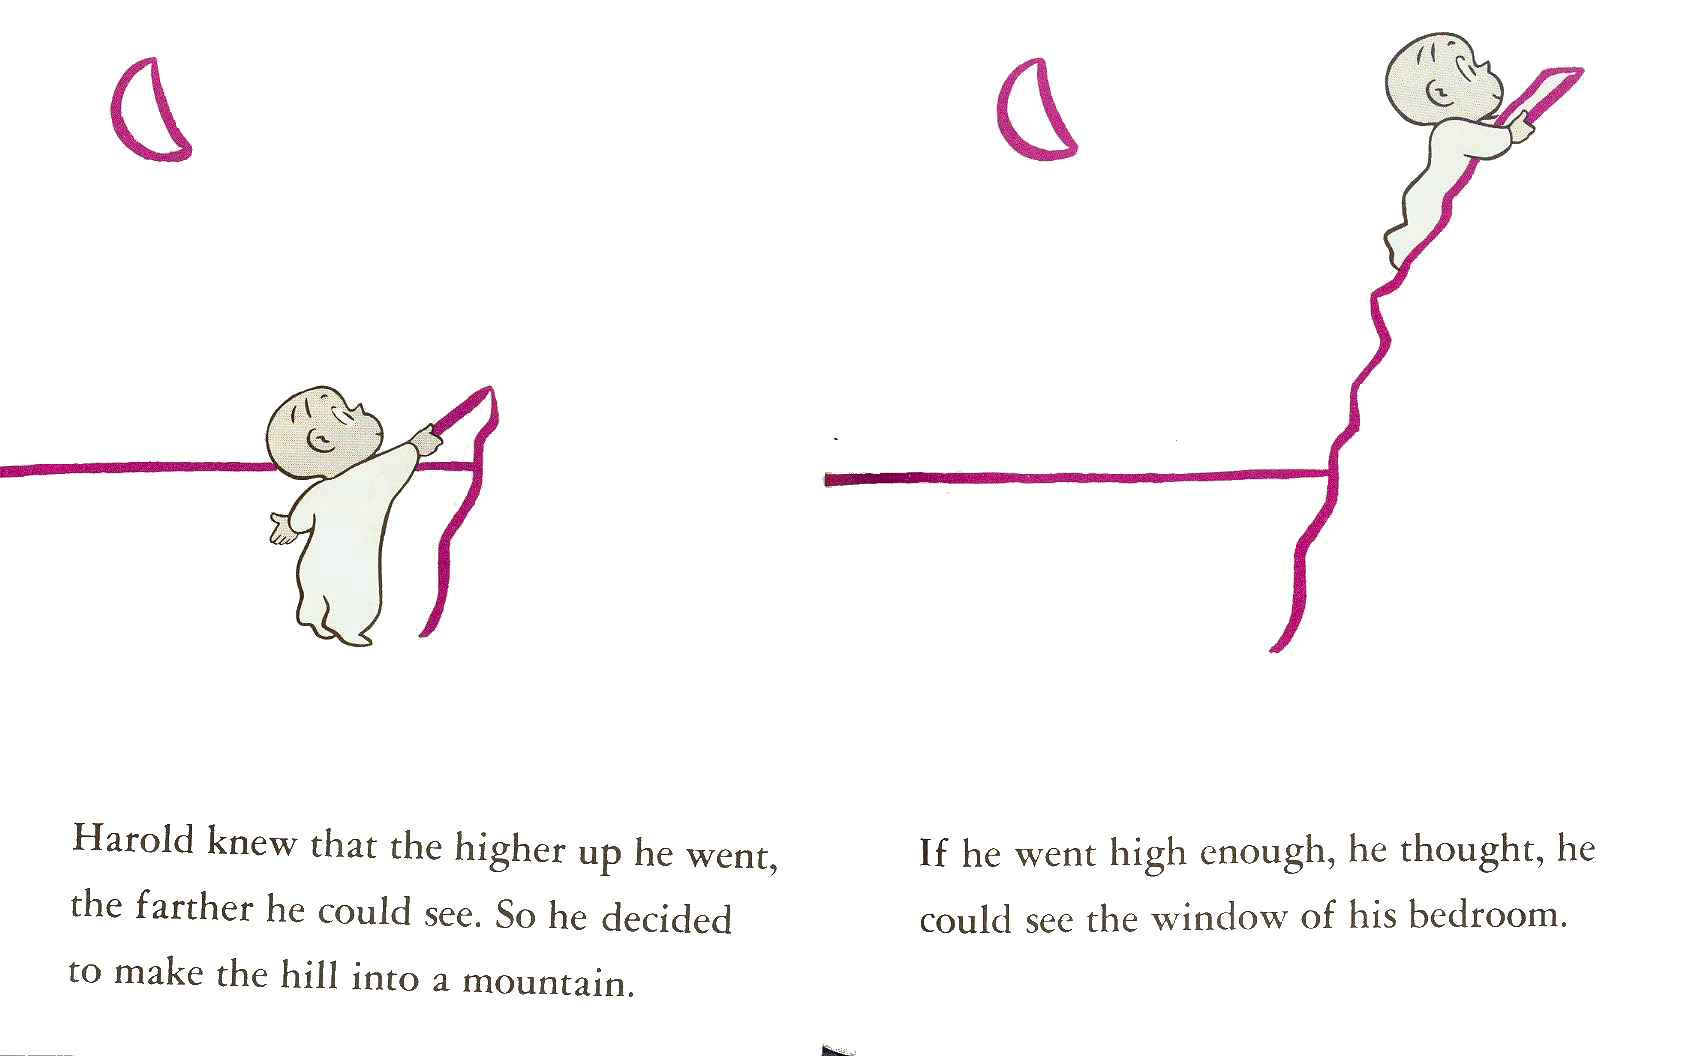 Harold knew that the higher up he went,
the farther he could see. So he decided
to make the hill into a mountain.
If he went high enough, he thought, he
could see the window of his bedroom.